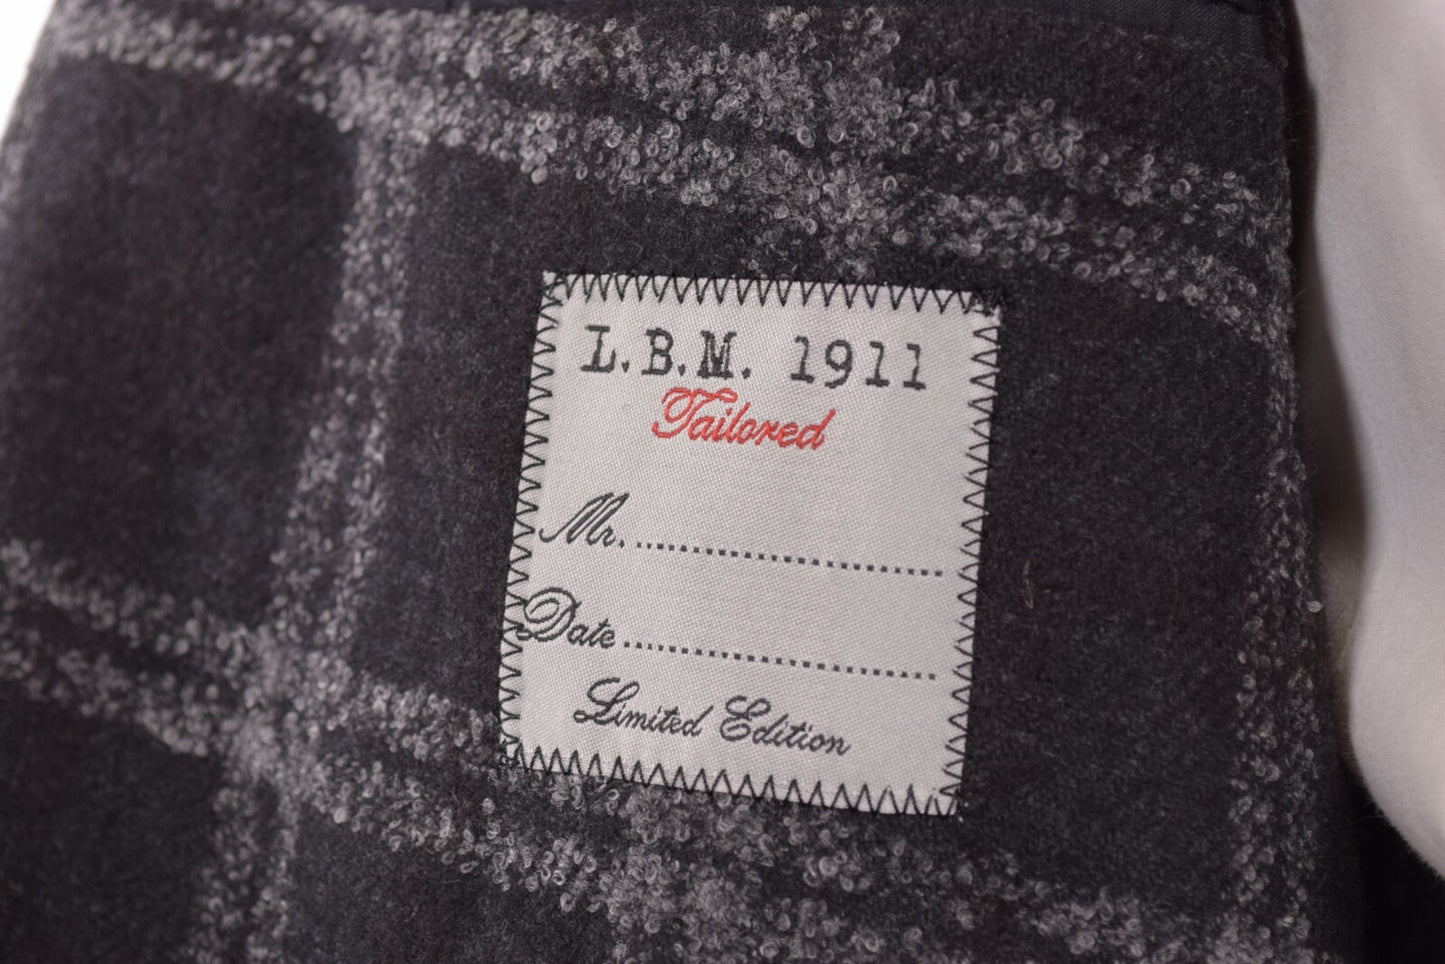 L.B.M. 1911
Tailored
Mr. ........................
Date ........................
Limited Edition